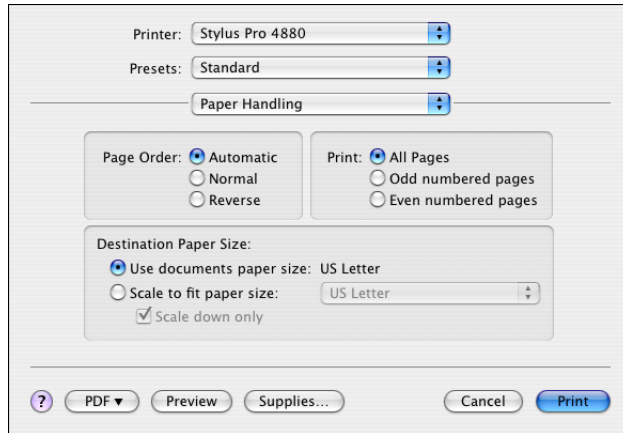 Printer: Stylus Pro 4880
Presets: Standard
Paper Handling
Page Order: Automatic
Normal
Reverse
Print: All Pages
Odd numbered pages
Even numbered pages
Destination Paper Size:
Use documents paper size: US Letter
Scale to fit paper size: US Letter
Scale down only
? PDF▼ Preview Supplies... Cancel Print